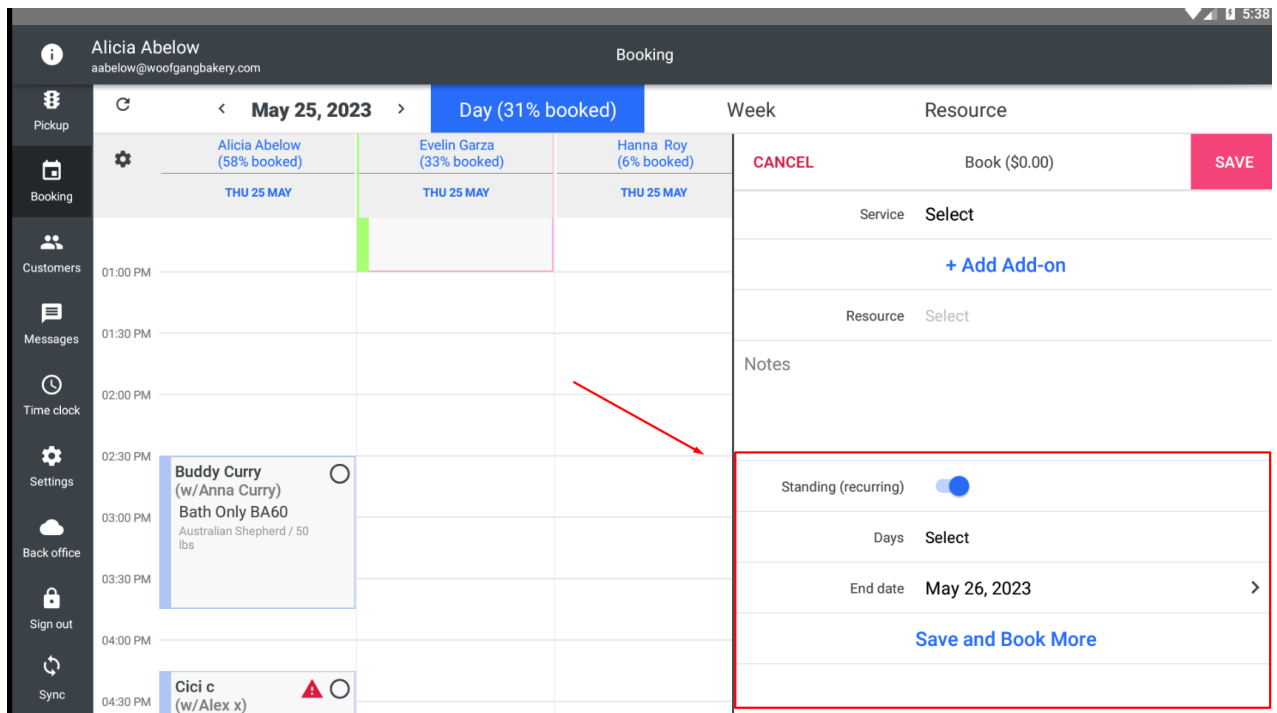 5:38
Alicia Abelow
aabelow@woofgangbakery.com
Booking
Pickup
Booking
Customers
Messages
Time clock
Settings
Back office
Sign out
Sync
May 25, 2023
Day (31% booked)
Week
Resource
Alicia Abelow
(58% booked)
THU 25 MAY
Evelin Garza
(33% booked)
THU 25 MAY
Hanna Roy
(6% booked)
THU 25 MAY
01:00 PM
01:30 PM
02:00 PM
02:30 PM
03:00 PM
03:30 PM
04:00 PM
04:30 PM
Buddy Curry
(w/Anna Curry)
Bath Only BA60
Australian Shepherd / 50
lbs
Cici c
(w/Alex x)
CANCEL
Book ($0.00)
SAVE
Service Select
+ Add Add-on
Resource Select
Notes
Standing (recurring)
Days Select
End date May 26, 2023
Save and Book More